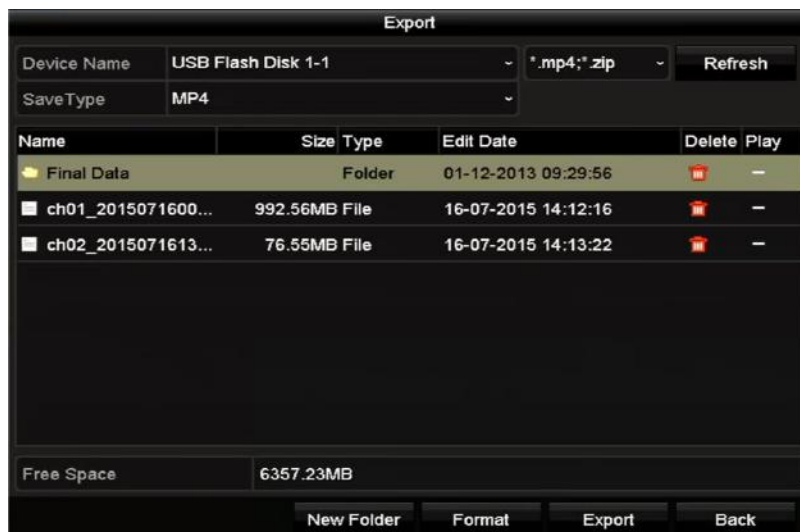 Export
Device Name USB Flash Disk 1-1 *.mp4;*.zip Refresh
SaveType MP4
Name Size Type Edit Date Delete Play
Final Data Folder 01-12-2013 09:29:56 –
ch01_2015071600... 992.56MB File 16-07-2015 14:12:16 –
ch02_2015071613... 76.55MB File 16-07-2015 14:13:22 –
Free Space 6357.23MB
New Folder Format Export Back